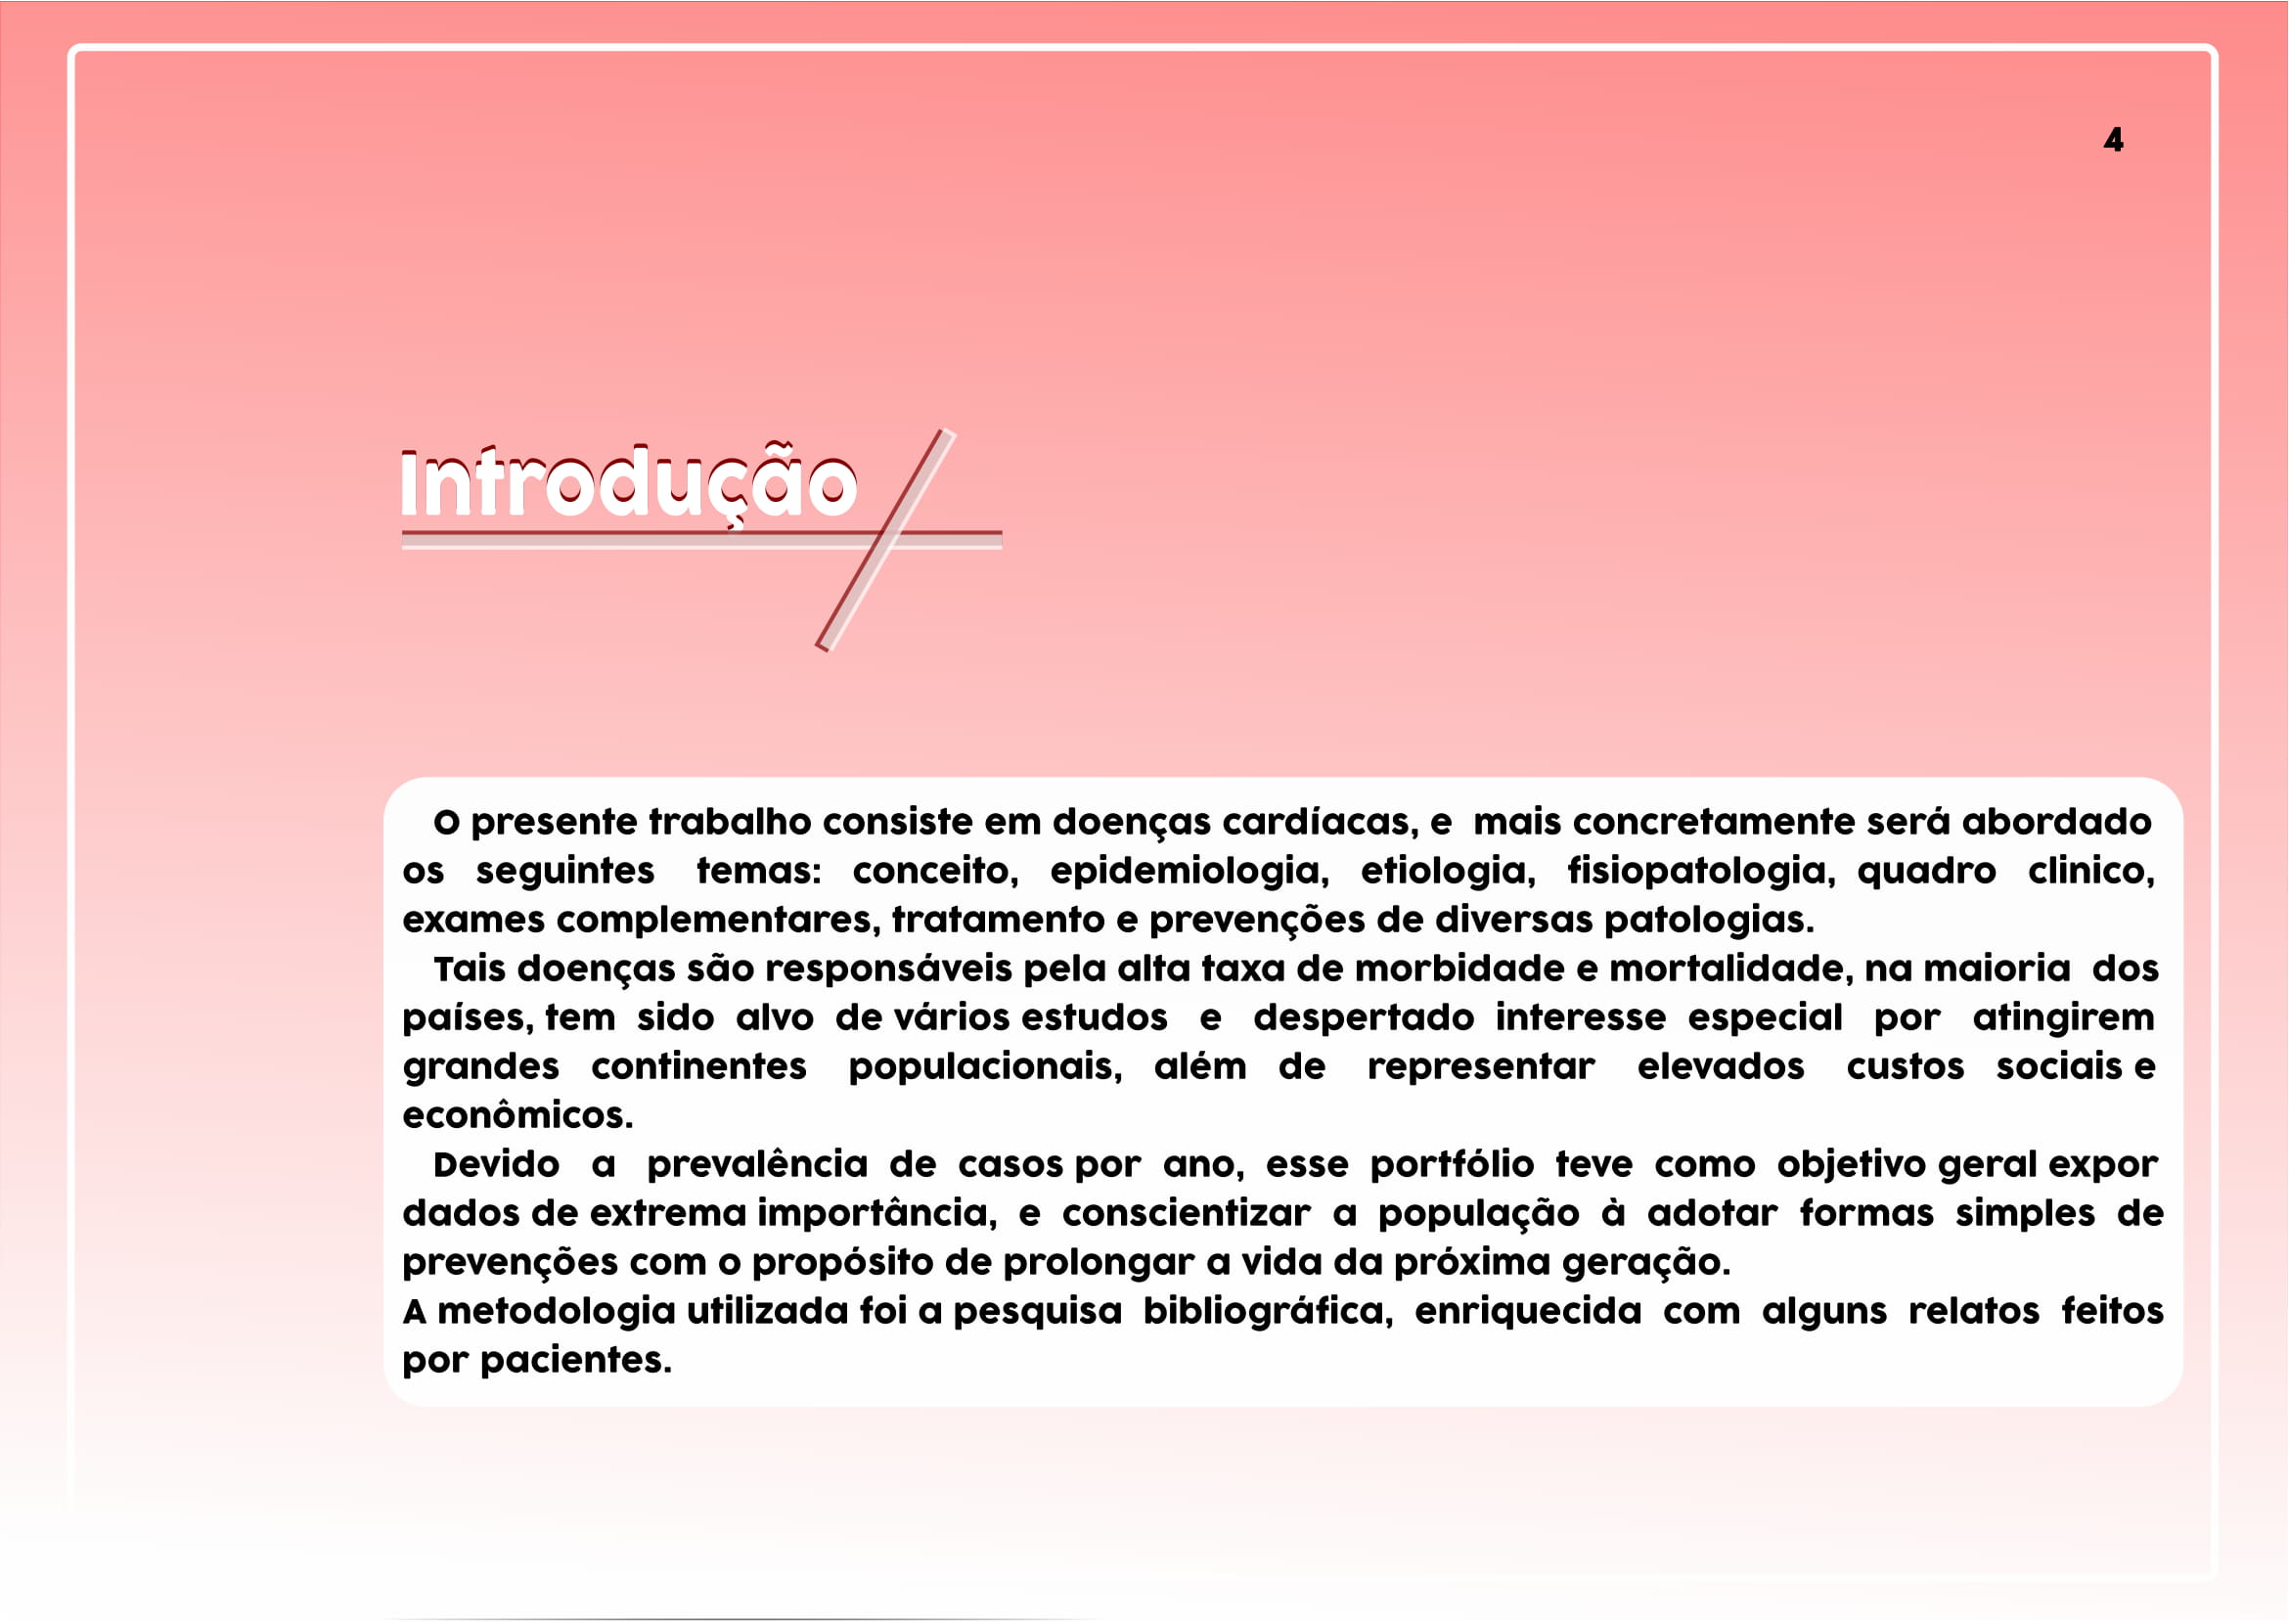 4
Introdução
O presente trabalho consiste em doenças cardíacas, e mais concretamente será abordado
os seguintes temas: conceito, epidemiologia, etiologia, fisiopatologia, quadro clinico,
exames complementares, tratamento e prevenções de diversas patologias.
Tais doenças são responsáveis pela alta taxa de morbidade e mortalidade, na maioria dos
países, tem sido alvo de vários estudos e despertado interesse especial por atingirem
grandes continentes populacionais, além de representar elevados custos sociais e
econômicos.
Devido a prevalência de casos por ano, esse portfólio teve como objetivo geral expor
dados de extrema importância, e conscientizar a população à adotar formas simples de
prevenções com o propósito de prolongar a vida da próxima geração.
A metodologia utilizada foi a pesquisa bibliográfica, enriquecida com alguns relatos feitos
por pacientes.